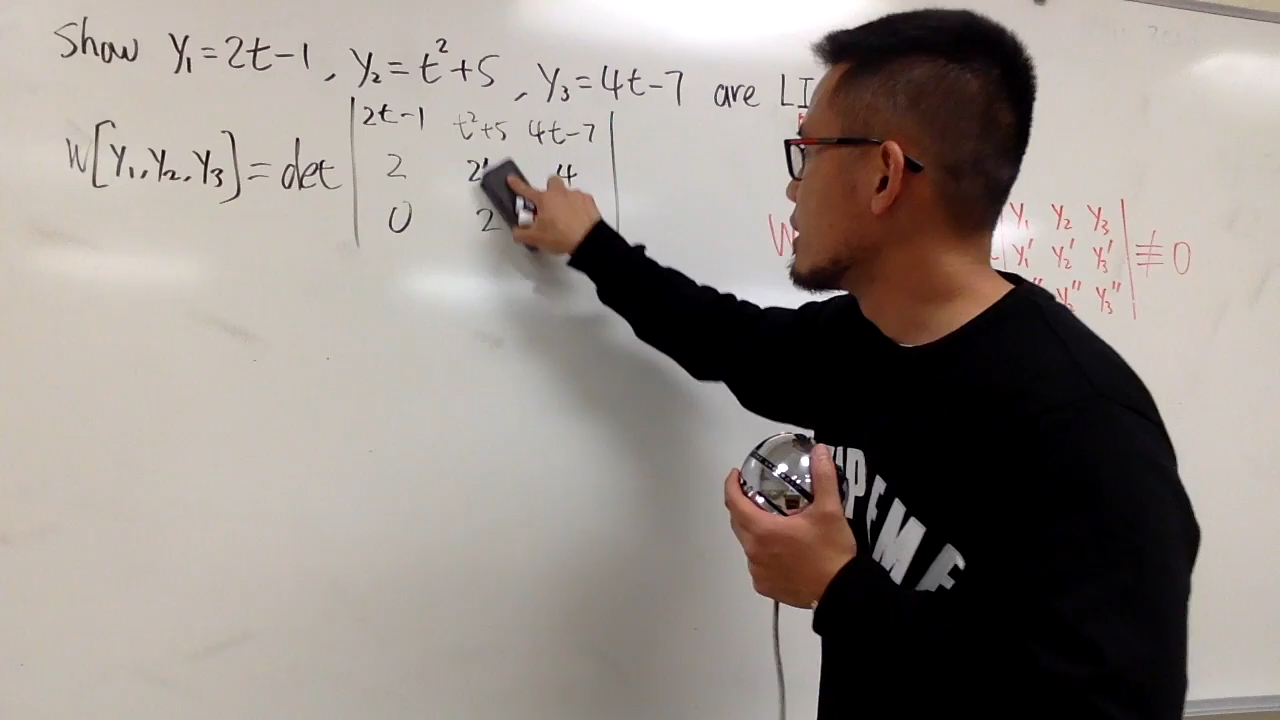 Show y₁=2t-1, y₂=t²+5, y₃=4t-7 are LI
2t-1 t²+5 4t-7
W[y₁,y₂,y₃]=det 2 2 4
0 2
W y₁ y₂ y₃
y₁' y₂' y₃' ≢0
y₂" y₃"